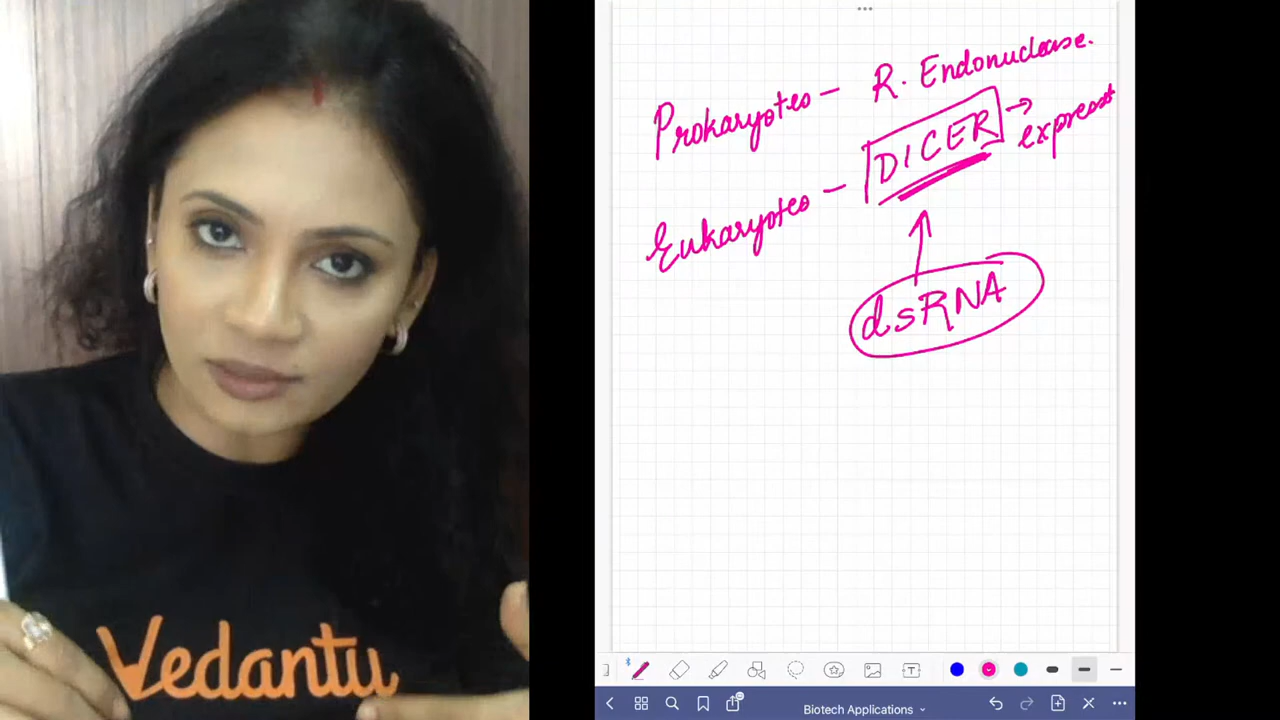 Prokaryotes - R. Endonuclease.
Eukaryotes - DICER →
express
dsRNA
Vedantu
Biotech Applications